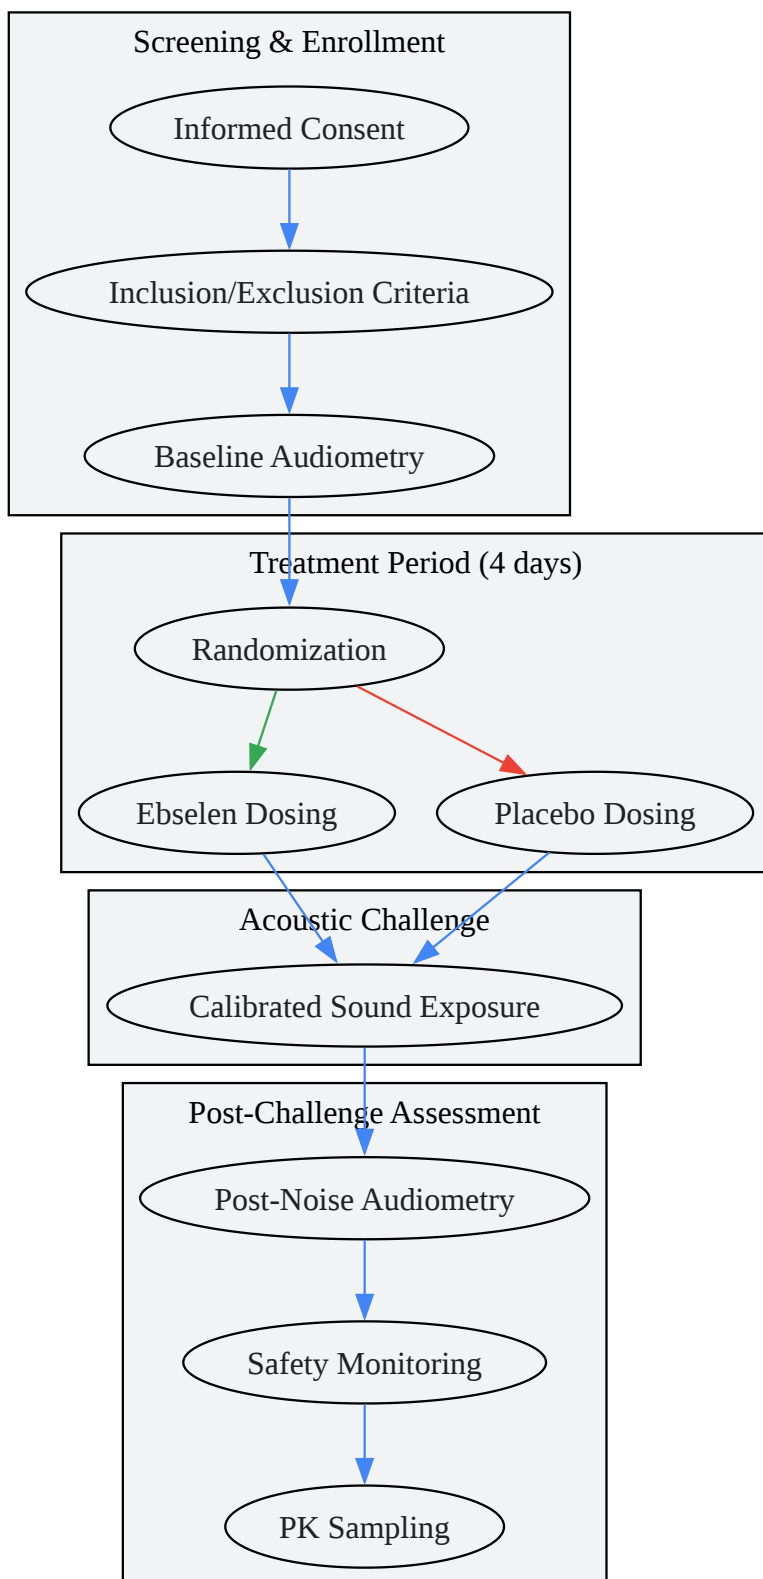 Screening & Enrollment
Informed Consent
Inclusion/Exclusion Criteria
Baseline Audiometry
Treatment Period (4 days)
Randomization
Ebselen Dosing
Placebo Dosing
Acoustic Challenge
Calibrated Sound Exposure
Post-Challenge Assessment
Post-Noise Audiometry
Safety Monitoring
PK Sampling